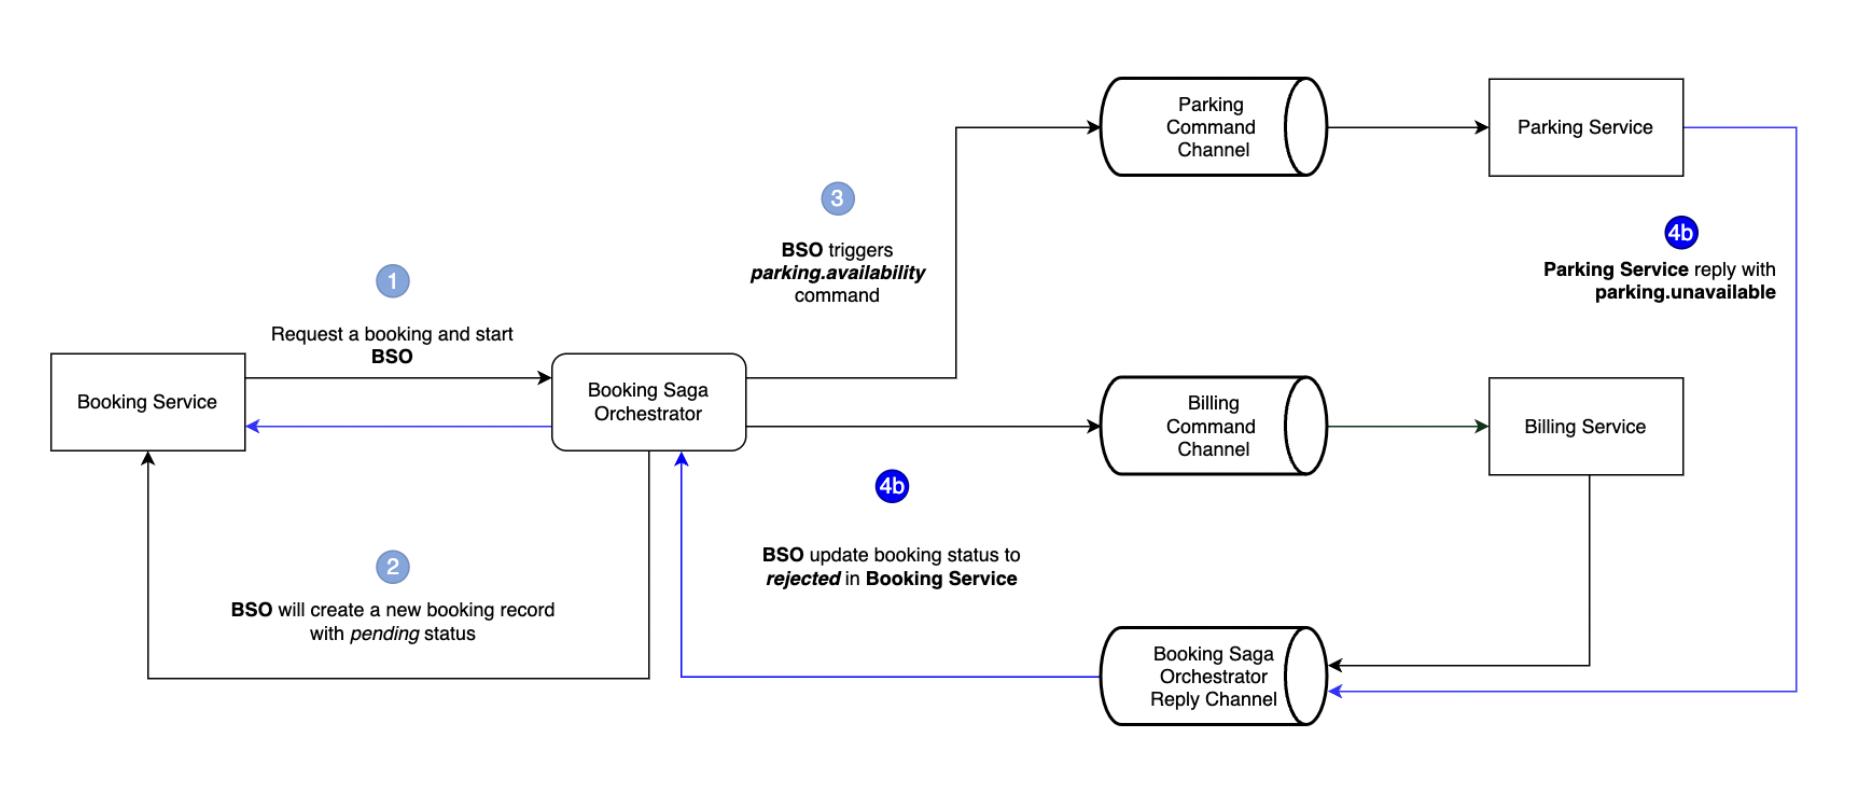 Parking
Command
Channel
Parking Service
3
BSO triggers
parking.availability
command
4b
Parking Service reply with
parking.unavailable
1
Request a booking and start
BSO
Booking Service
Booking Saga
Orchestrator
Billing
Command
Channel
Billing Service
4b
BSO update booking status to
rejected in Booking Service
2
BSO will create a new booking record
with pending status
Booking Saga
Orchestrator
Reply Channel